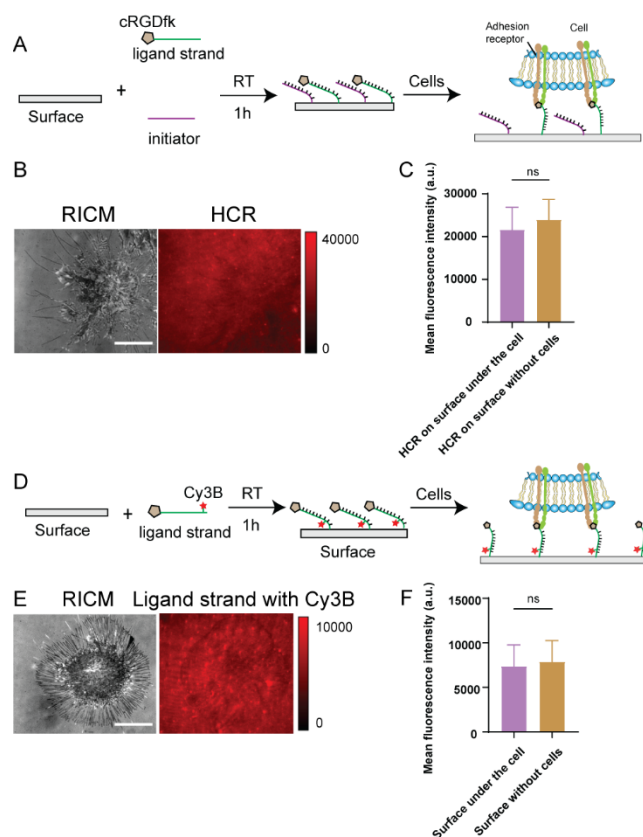 A
cRGDfk
ligand strand
+
Surface
initiator
RT
1h
Cells
Adhesion
receptor
Cell
B
RICM
HCR
40000
0
C
ns
Mean fluorescence intensity (a.u.)
30000
20000
10000
0
HCR on surface under the cell
HCR on surface without cells
D
Surface
+
Cy3B
ligand strand
RT
1h
Surface
Cells
E
RICM
Ligand strand with Cy3B
10000
0
F
ns
Mean fluorescence intensity (a.u.)
15000
10000
5000
0
Surface under the cell
Surface without cells